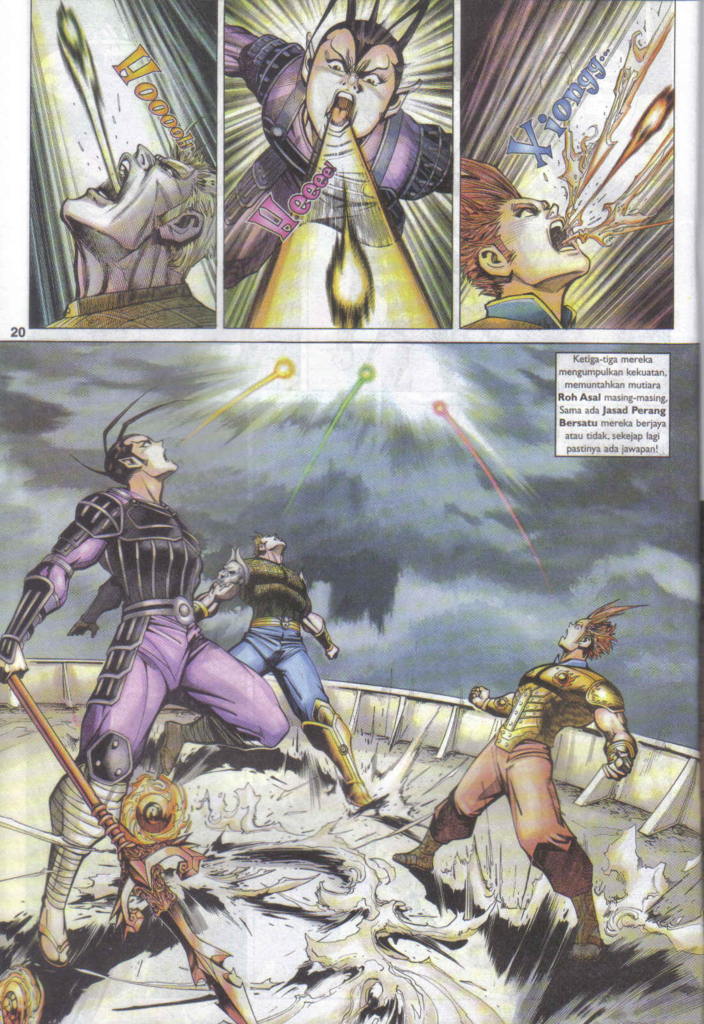 Hooooh
Heeee!
Xiongg...
20
Ketiga-tiga mereka
mengumpulkan kekuatan,
memuntahkan mutiara
Roh Asal masing-masing.
Sama ada Jasad Perang
Bersatu mereka berjaya
atau tidak, sekejap lagi
pastinya ada jawapan!